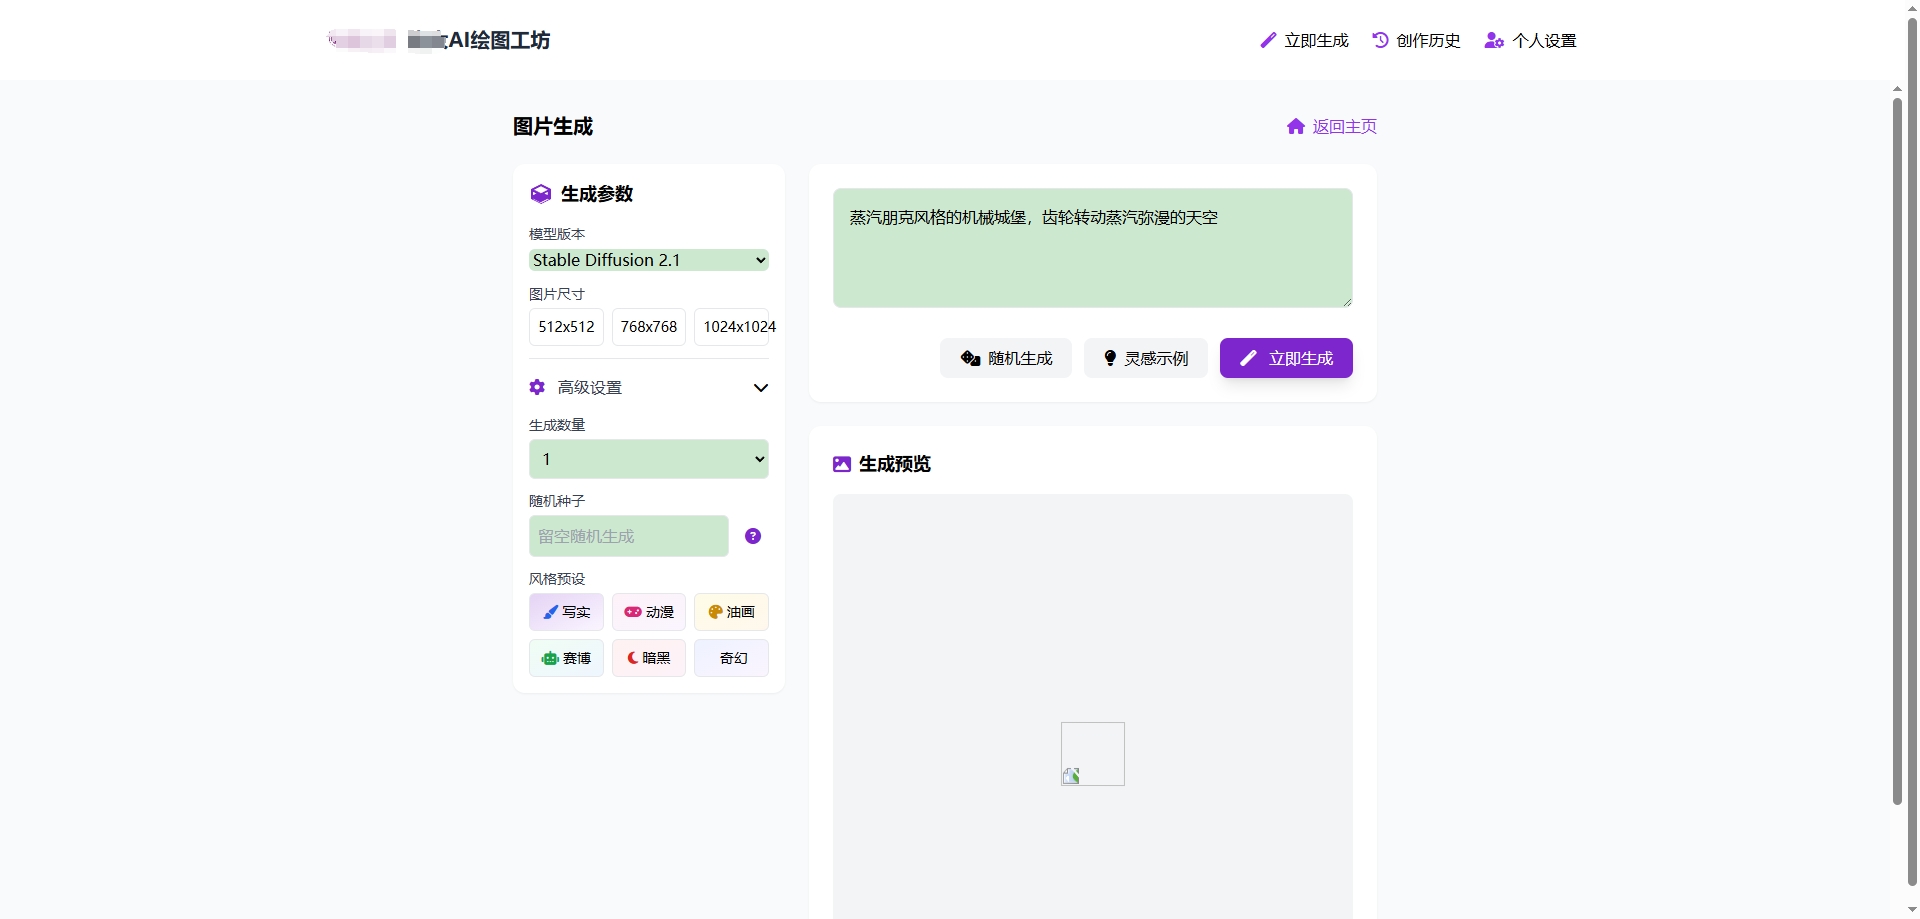 AI绘图工坊
立即生成 创作历史 个人设置
图片生成
返回主页
生成参数
模型版本
Stable Diffusion 2.1
图片尺寸
512x512 768x768 1024x1024
高级设置
生成数量
1
随机种子
留空随机生成
?
风格预设
写实 动漫 油画
赛博 暗黑 奇幻
蒸汽朋克风格的机械城堡，齿轮转动蒸汽弥漫的天空
随机生成 灵感示例 立即生成
生成预览